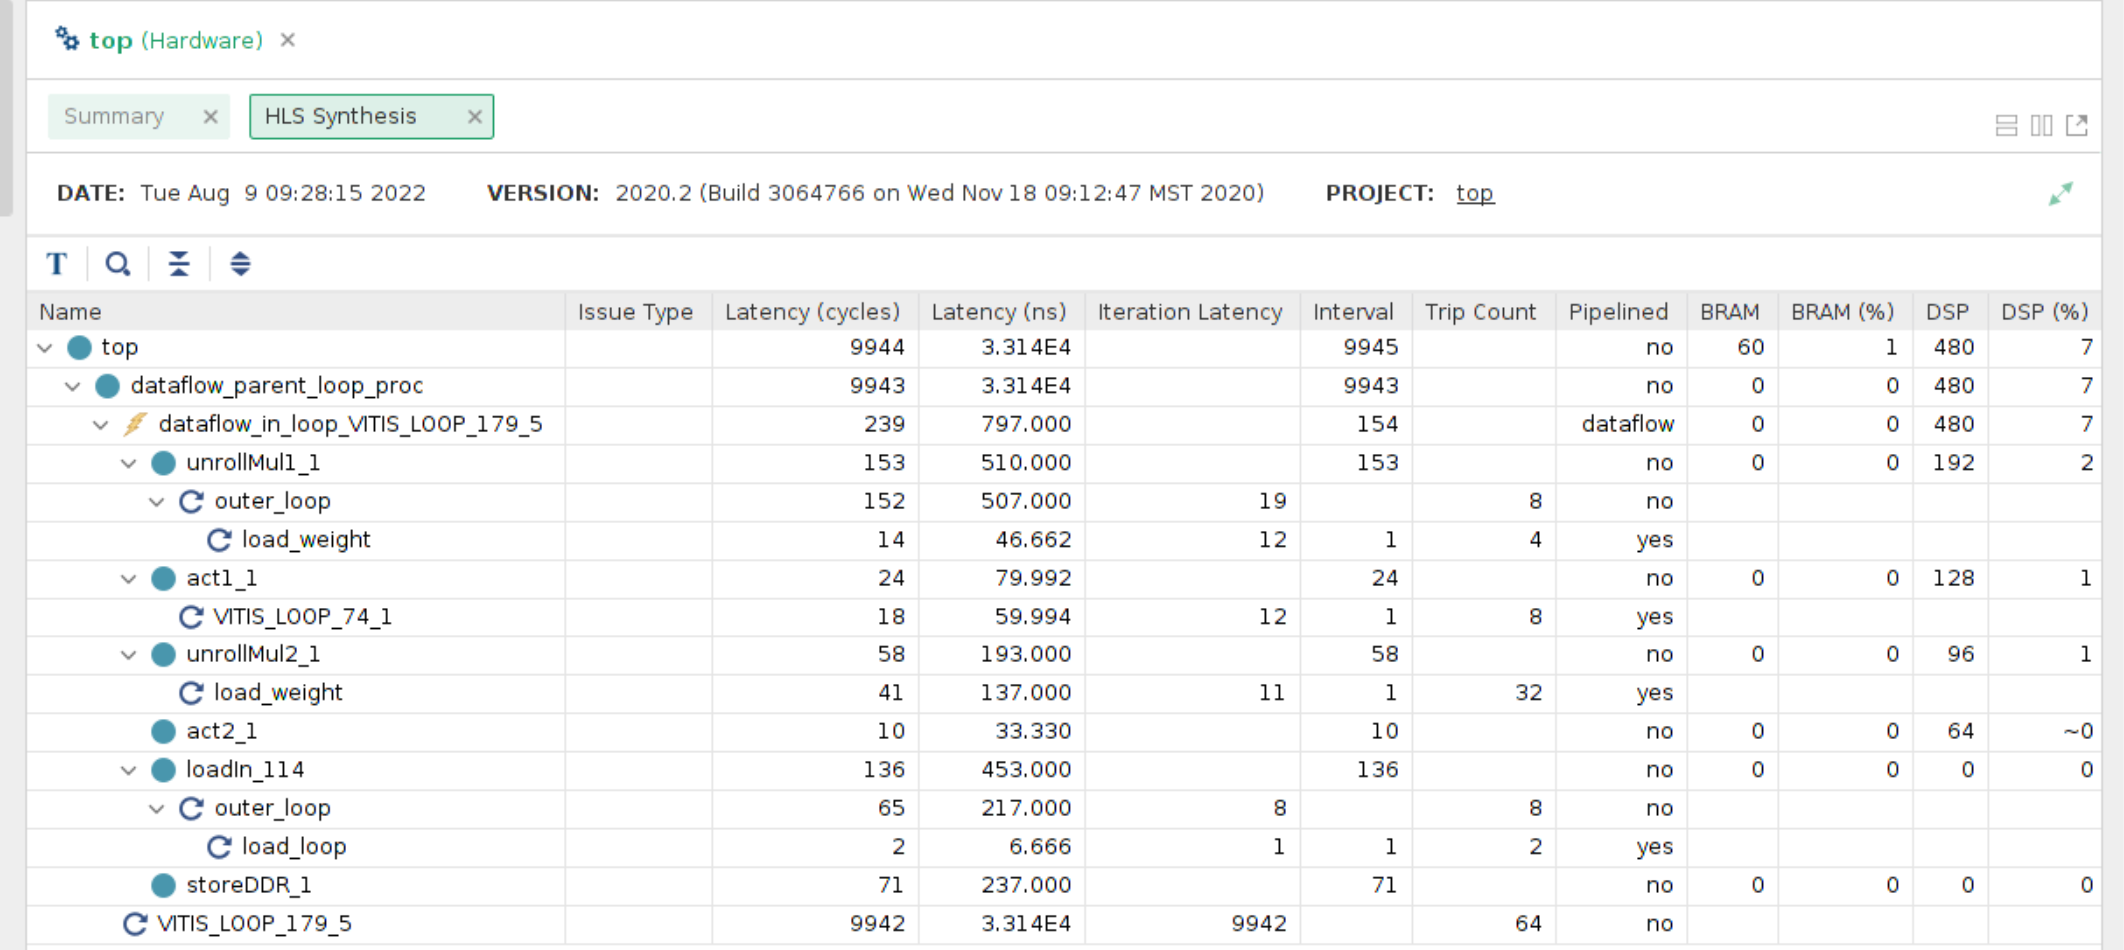 top (Hardware) ×
Summary × HLS Synthesis ×
DATE: Tue Aug 9 09:28:15 2022 VERSION: 2020.2 (Build 3064766 on Wed Nov 18 09:12:47 MST 2020) PROJECT: top
T
Name Issue Type Latency (cycles) Latency (ns) Iteration Latency Interval Trip Count Pipelined BRAM BRAM (%) DSP DSP (%)
top 9944 3.314E4 9945 no 60 1 480 7
dataflow_parent_loop_proc 9943 3.314E4 9943 no 0 0 480 7
dataflow_in_loop_VITIS_LOOP_179_5 239 797.000 154 dataflow 0 0 480 7
unrollMul1_1 153 510.000 153 no 0 0 192 2
outer_loop 152 507.000 19 8 no
load_weight 14 46.662 12 1 4 yes
act1_1 24 79.992 24 no 0 0 128 1
VITIS_LOOP_74_1 18 59.994 12 1 8 yes
unrollMul2_1 58 193.000 58 no 0 0 96 1
load_weight 41 137.000 11 1 32 yes
act2_1 10 33.330 10 no 0 0 64 ~0
loadIn_114 136 453.000 136 no 0 0 0 0
outer_loop 65 217.000 8 8 no
load_loop 2 6.666 1 1 2 yes
storeDDR_1 71 237.000 71 no 0 0 0 0
VITIS_LOOP_179_5 9942 3.314E4 9942 64 no